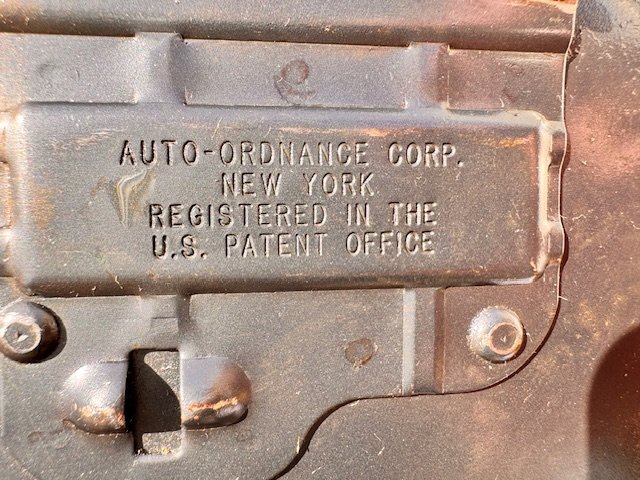 AUTO-ORDNANCE CORP.
NEW YORK
REGISTERED IN THE
U.S. PATENT OFFICE